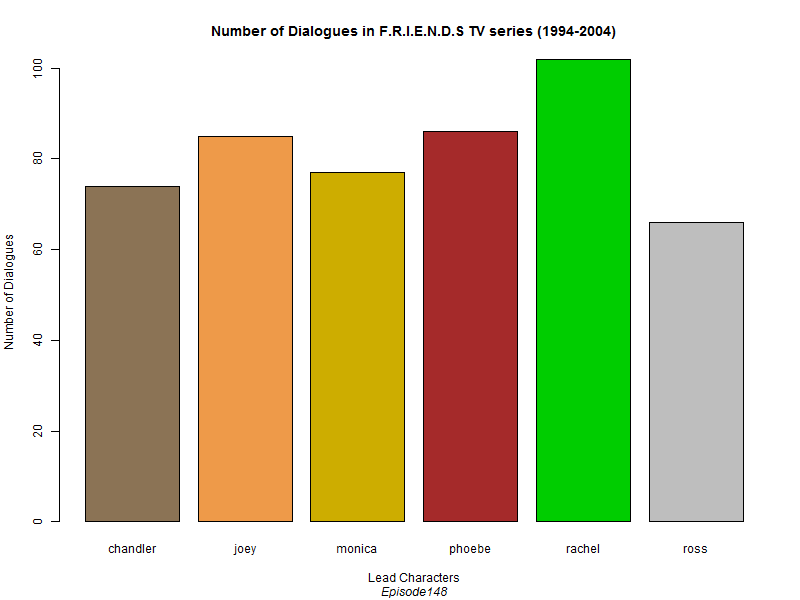 Number of Dialogues in F.R.I.E.N.D.S TV series (1994-2004)
Number of Dialogues
100
80
60
40
20
0
chandler joey monica phoebe rachel ross
Lead Characters
Episode148